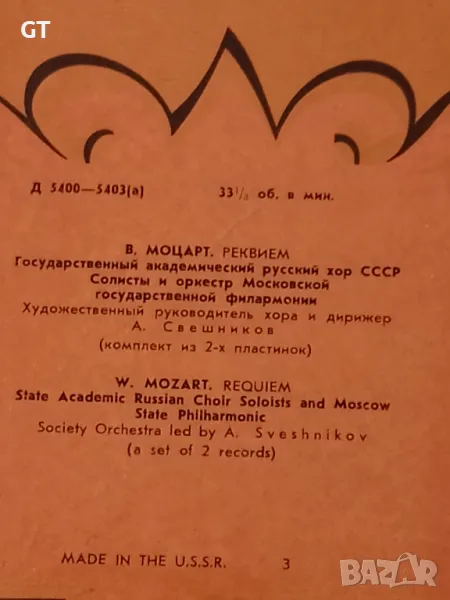 GT
Д 5400—5403(а) 33⅓ об. в мин.
В. МОЦАРТ. РЕКВИЕМ
Государственный академический русский хор СССР
Солисты и оркестр Московской
государственной филармонии
Художественный руководитель хора и дирижер
А. Свешников
(комплект из 2-х пластинок)
W. MOZART. REQUIEM
State Academic Russian Choir Soloists and Moscow
State Philharmonic
Society Orchestra led by A. Sveshnikov
(a set of 2 records)
MADE IN THE U.S.S.R. 3
BAZAR.BG